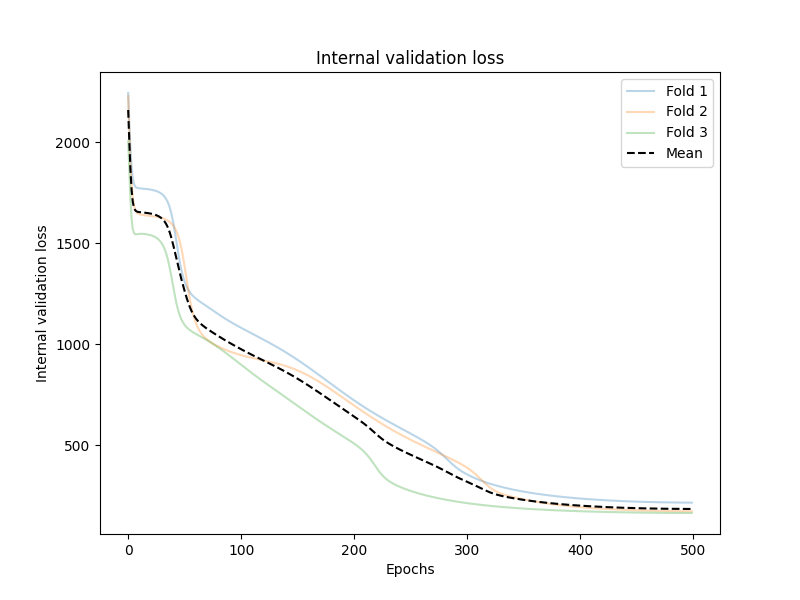 Internal validation loss
Fold 1
Fold 2
Fold 3
Mean
2000
1500
1000
500
Internal validation loss
0 100 200 300 400 500
Epochs